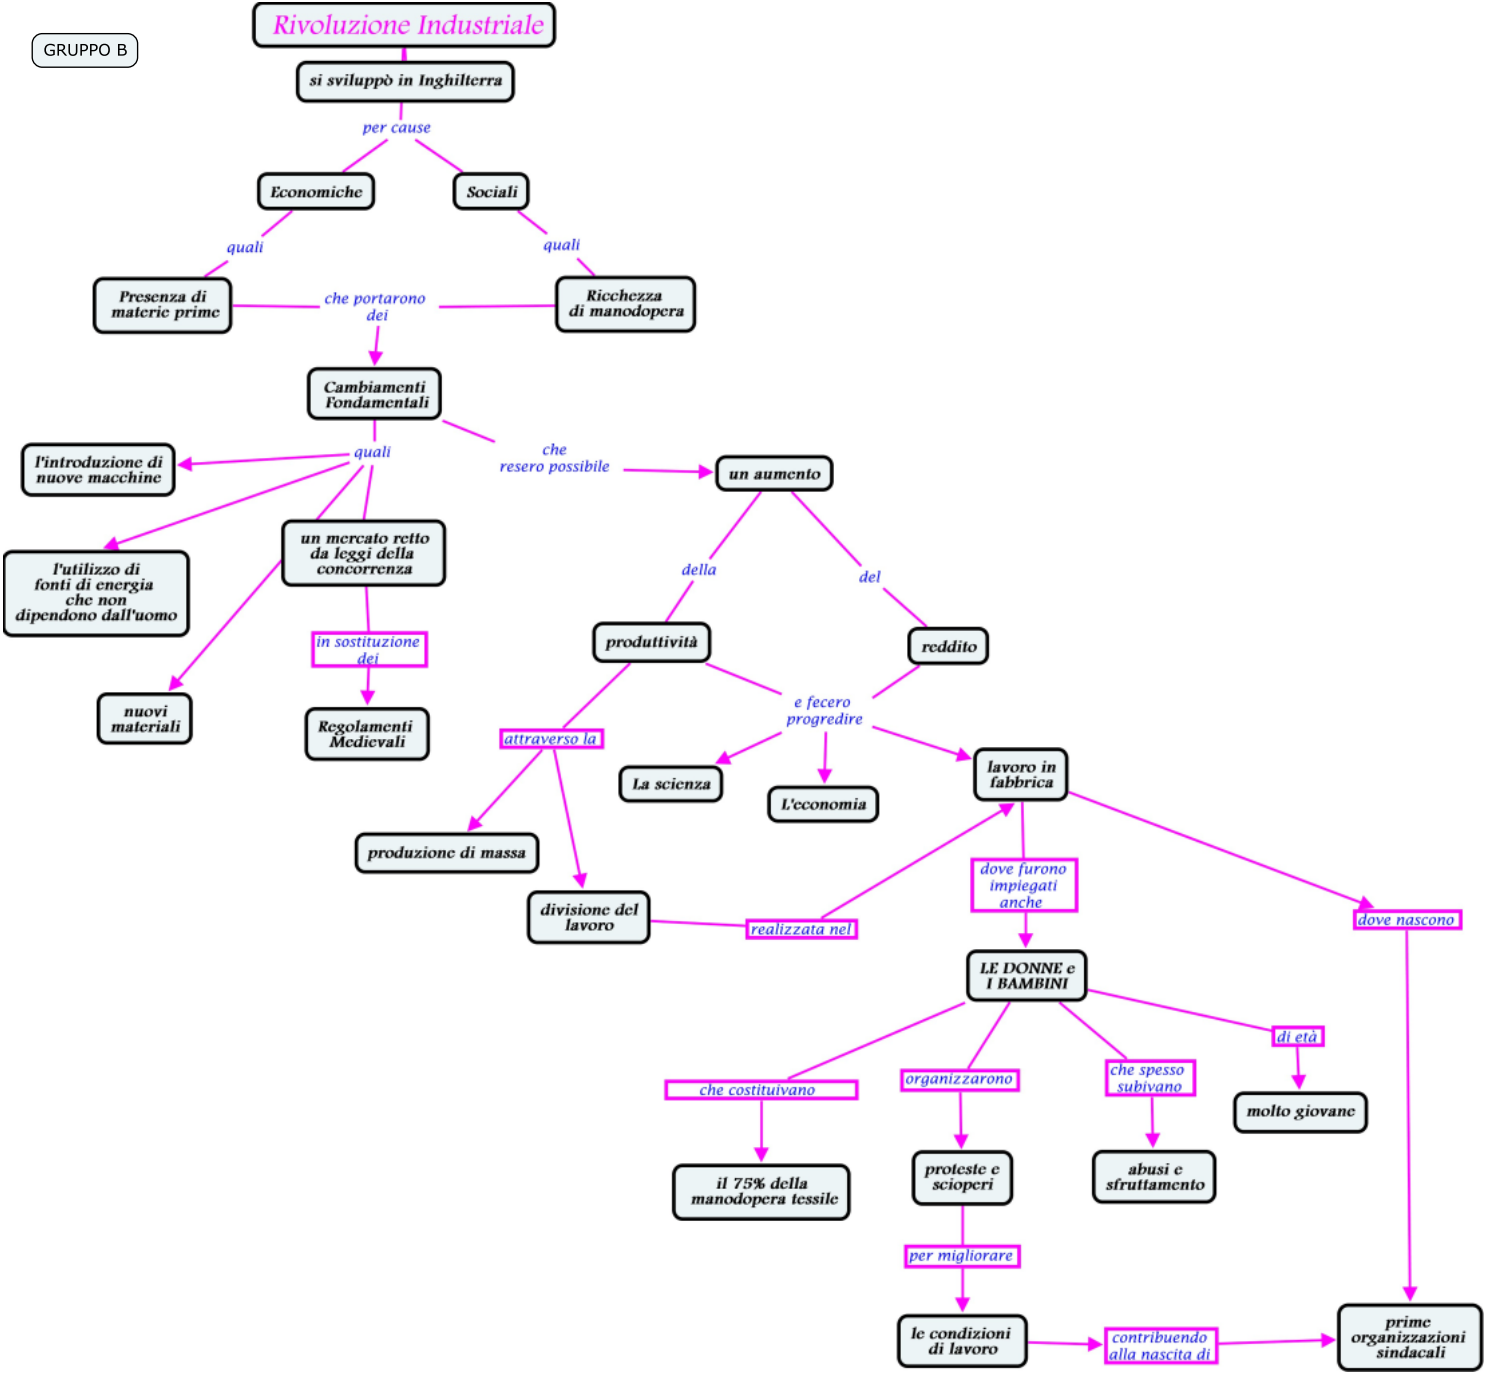 Rivoluzione Industriale
GRUPPO B
si sviluppò in Inghilterra
per cause
Economiche
Sociali
quali
quali
Presenza di
materie prime
che portarono
dei
Ricchezza
di manodopera
Cambiamenti
Fondamentali
quali
che
resero possibile
l'introduzione di
nuove macchine
un aumento
un mercato retto
da leggi della
concorrenza
l'utilizzo di
fonti di energia
che non
dipendono dall'uomo
della
del
in sostituzione
dei
produttività
reddito
nuovi
materiali
Regolamenti
Medievali
attraverso la
e fecero
progredire
La scienza
L'economia
lavoro in
fabbrica
produzione di massa
divisione del
lavoro
realizzata nel
dove furono
impiegati
anche
dove nascono
LE DONNE e
I BAMBINI
di età
che costituivano
organizzarono
che spesso
subivano
molto giovane
il 75% della
manodopera tessile
proteste e
scioperi
abusi e
sfruttamento
per migliorare
le condizioni
di lavoro
contribuendo
alla nascita di
prime
organizzazioni
sindacali